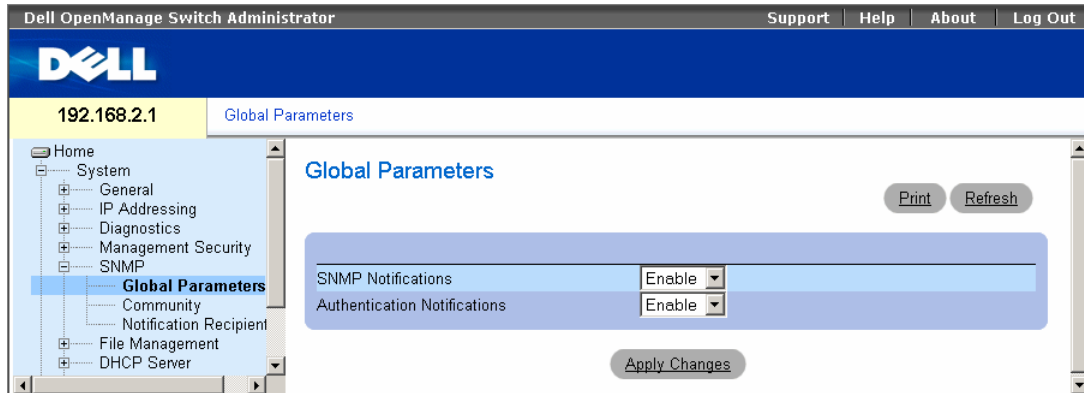 Dell OpenManage Switch Administrator Support Help About Log Out
DELL
192.168.2.1 Global Parameters
Home
System
General
IP Addressing
Diagnostics
Management Security
SNMP
Global Parameters
Community
Notification Recipient
File Management
DHCP Server
Global Parameters
Print Refresh
SNMP Notifications Enable
Authentication Notifications Enable
Apply Changes